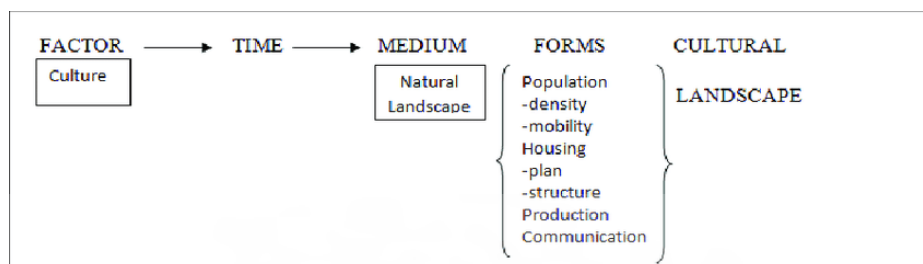 FACTOR TIME MEDIUM FORMS CULTURAL
Culture
Natural
Landscape
Population
-density
-mobility
Housing
-plan
-structure
Production
Communication
LANDSCAPE